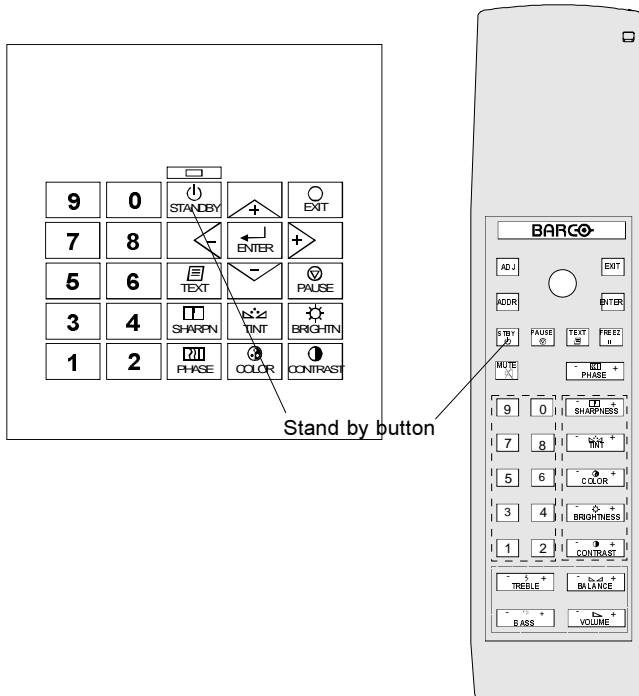 9 0 STANDBY + EXIT
7 8 - ENTER +
5 6 TEXT - PAUSE
3 4 SHARPN TINT BRIGHTN
1 2 PHASE COLOR CONTRAST
Stand by button
BARCO
ADJ EXIT
ADDR ENTER
STBY PAUSE TEXT FREEZ
MUTE - + PHASE
9 0 - + SHARPNESS
7 8 - + TINT
5 6 - + COLOR
3 4 - + BRIGHTNESS
1 2 - + CONTRAST
- + TREBLE - + BALANCE
- + BASS - + VOLUME